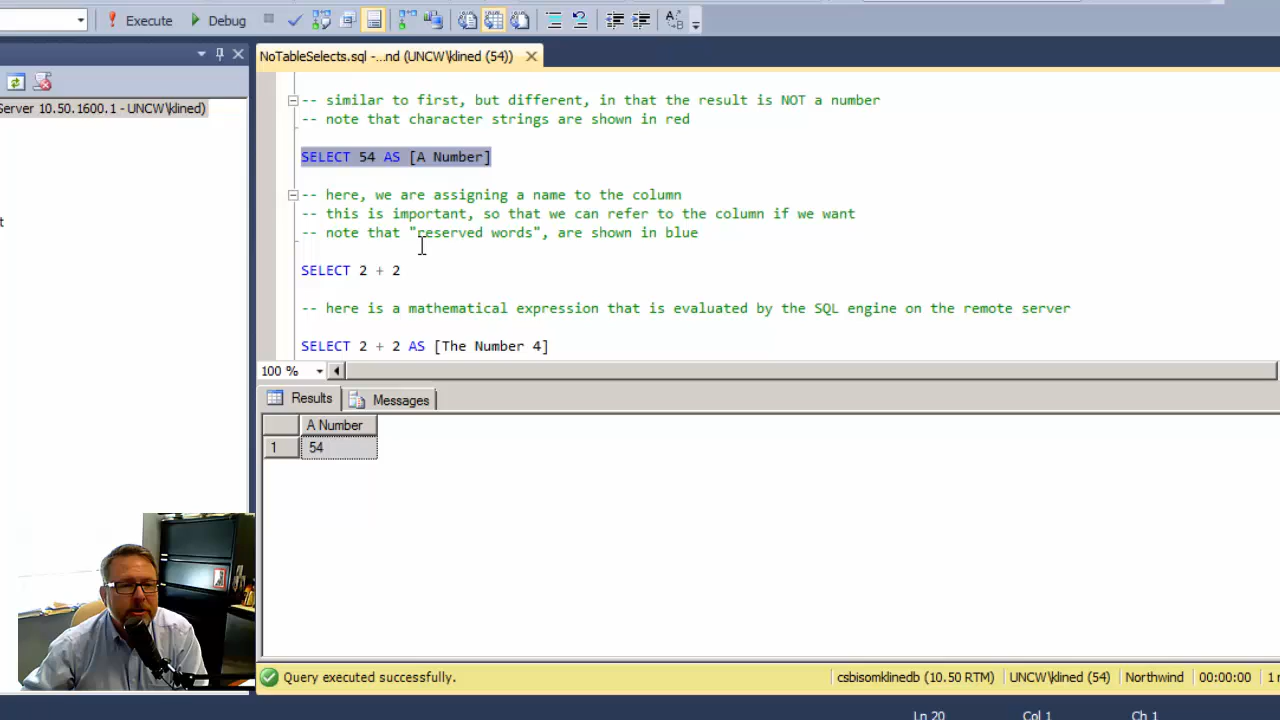 Execute Debug
NoTableSelects.sql -...nd (UNCW\klined (54))
Server 10.50.1600.1 - UNCW\klined)
-- similar to first, but different, in that the result is NOT a number
-- note that character strings are shown in red
SELECT 54 AS [A Number]
-- here, we are assigning a name to the column
-- this is important, so that we can refer to the column if we want
-- note that "reserved words", are shown in blue
t
SELECT 2 + 2
-- here is a mathematical expression that is evaluated by the SQL engine on the remote server
SELECT 2 + 2 AS [The Number 4]
100 %
Results Messages
A Number
1 54
Query executed successfully. csbisomklinedb (10.50 RTM) UNCW\klined (54) Northwind 00:00:00 1
Ln 20 Col 1 Ch 1